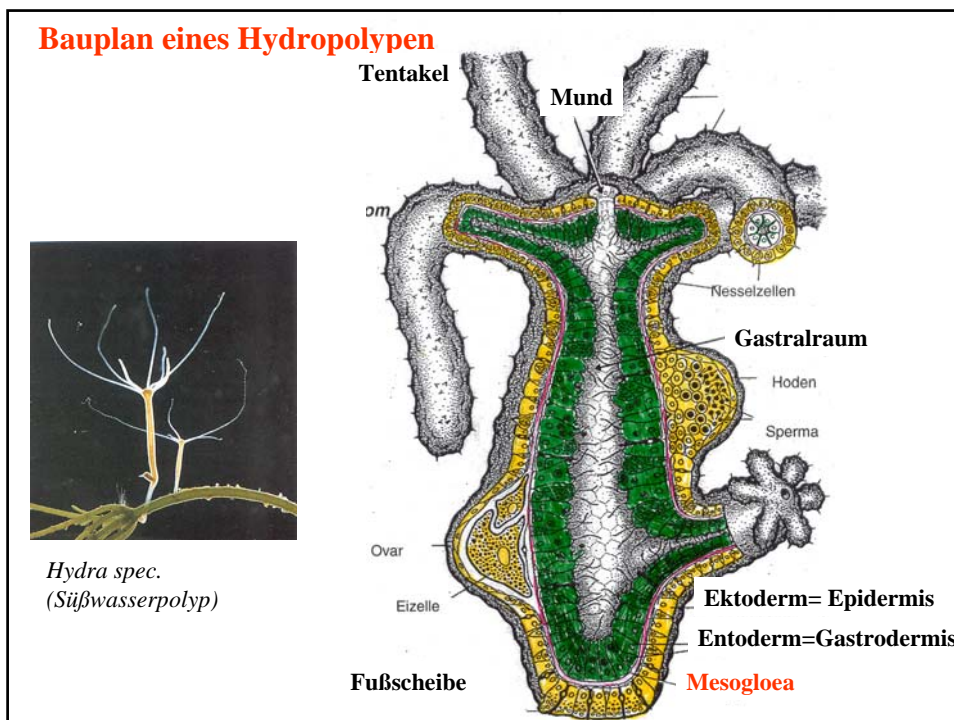 Bauplan eines Hydropolypen
Tentakel
Mund
om
Nesselzellen
Gastralraum
Hoden
Sperma
Ovar
Eizelle
Hydra spec.
(Süßwasserpolyp)
Ektoderm= Epidermis
Entoderm=Gastrodermis
Fußscheibe
Mesogloea